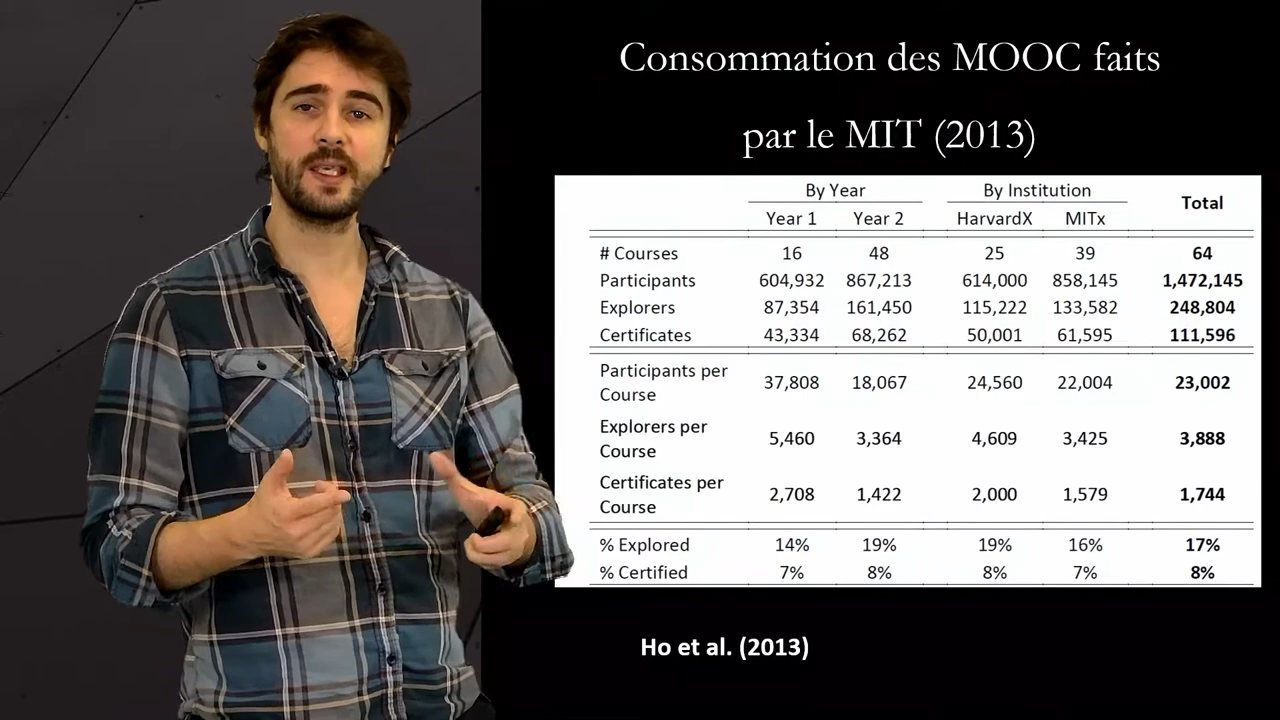 Consommation des MOOC faits
par le MIT (2013)
By Year By Institution Total
Year 1 Year 2 HarvardX MITx
# Courses 16 48 25 39 64
Participants 604,932 867,213 614,000 858,145 1,472,145
Explorers 87,354 161,450 115,222 133,582 248,804
Certificates 43,334 68,262 50,001 61,595 111,596
Participants per
Course 37,808 18,067 24,560 22,004 23,002
Explorers per
Course 5,460 3,364 4,609 3,425 3,888
Certificates per
Course 2,708 1,422 2,000 1,579 1,744
% Explored 14% 19% 19% 16% 17%
% Certified 7% 8% 8% 7% 8%
Ho et al. (2013)